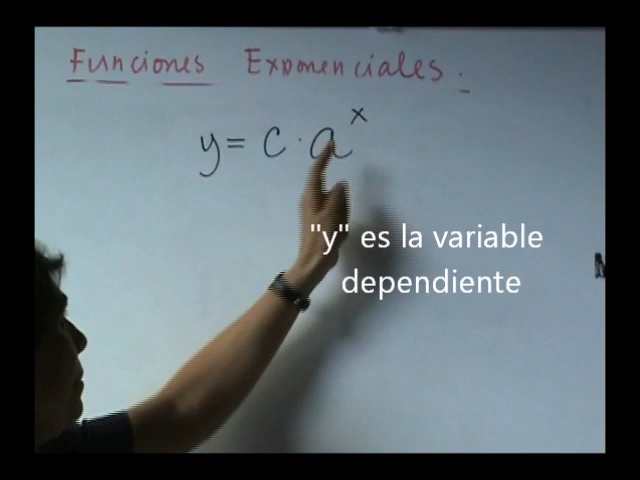 Funciones Exponenciales.
y = c · a^x
"y" es la variable
dependiente